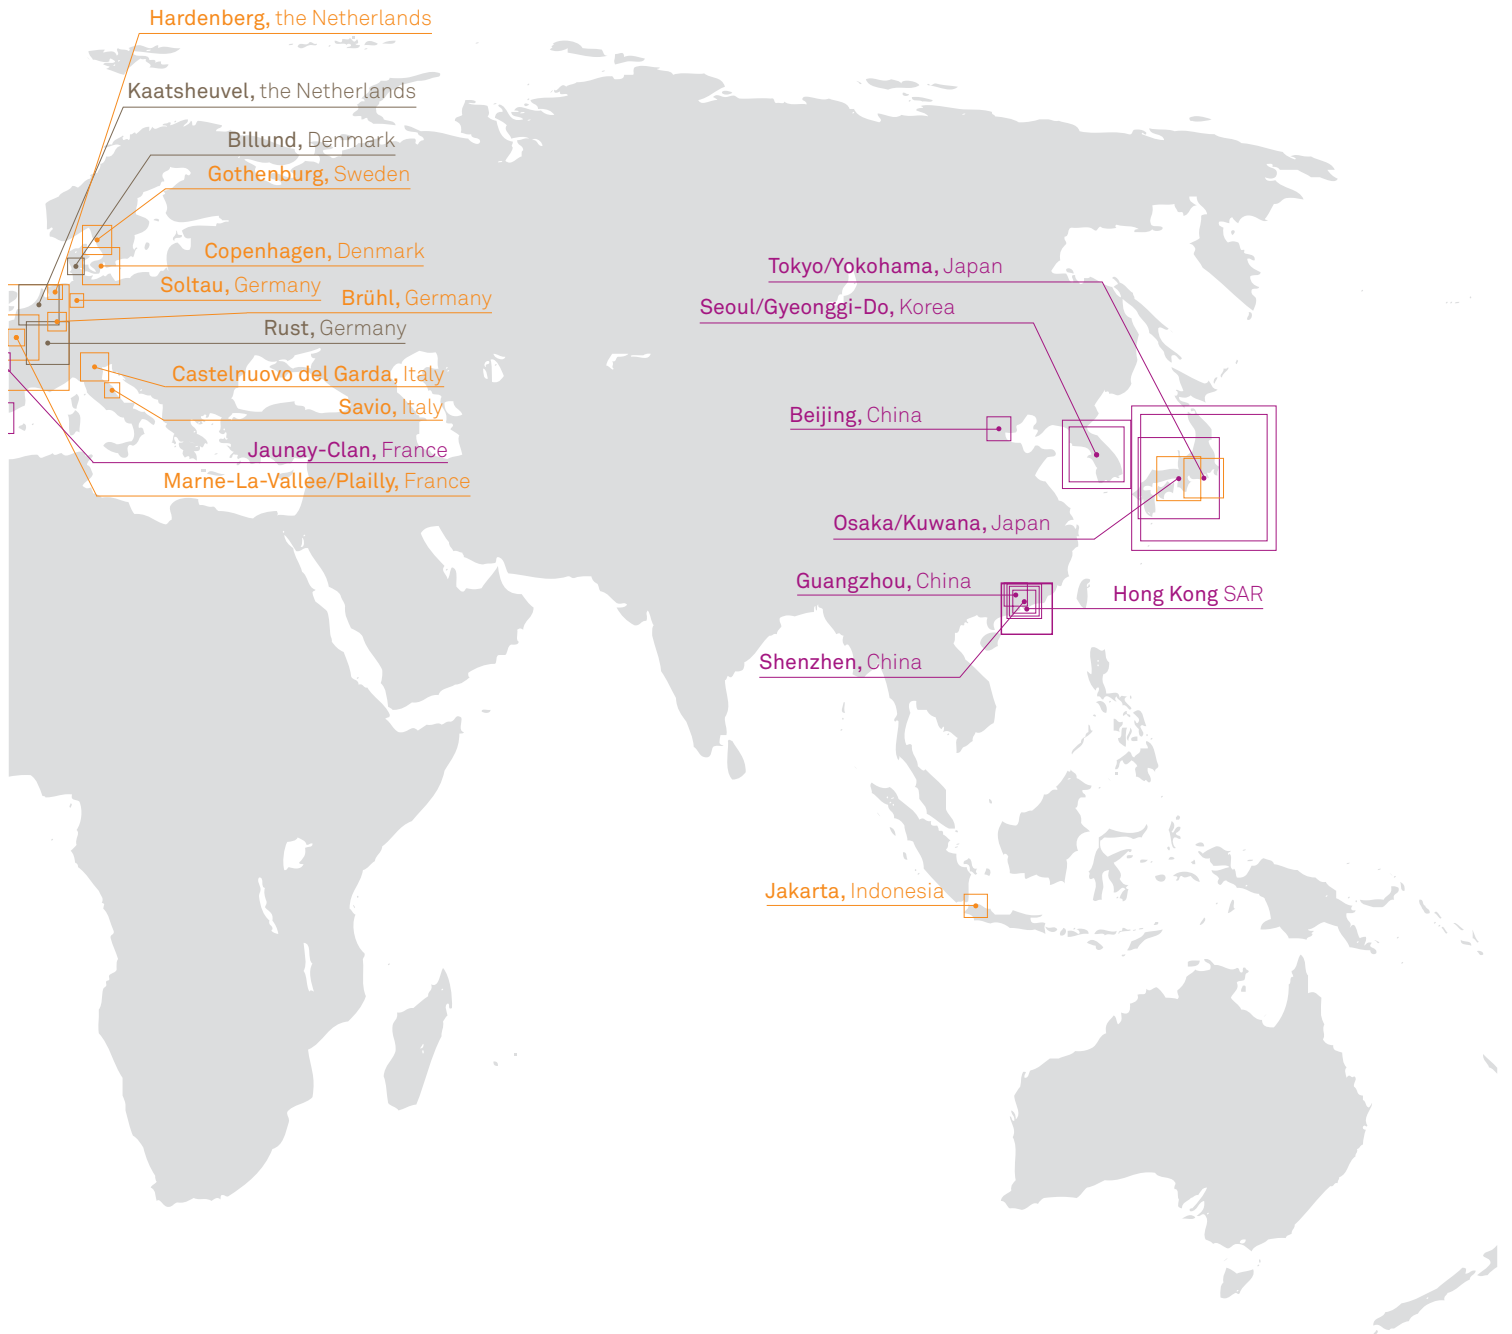 Hardenberg, the Netherlands
Kaatsheuvel, the Netherlands
Billund, Denmark
Gothenburg, Sweden
Copenhagen, Denmark
Soltau, Germany
Brühl, Germany
Rust, Germany
Castelnuovo del Garda, Italy
Savio, Italy
Jaunay-Clan, France
Marne-La-Vallee/Plailly, France
Tokyo/Yokohama, Japan
Seoul/Gyeonggi-Do, Korea
Beijing, China
Osaka/Kuwana, Japan
Guangzhou, China
Hong Kong SAR
Shenzhen, China
Jakarta, Indonesia